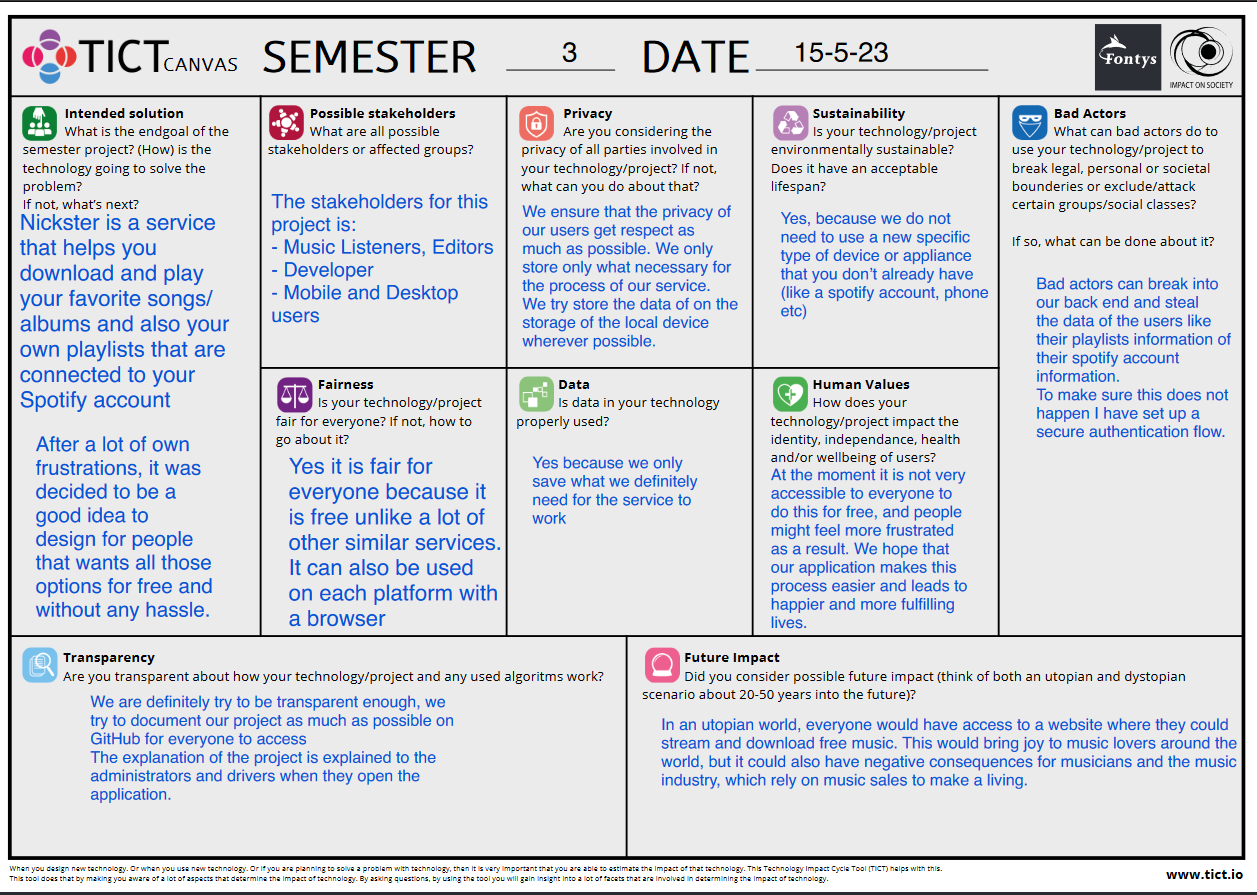 TICT CANVAS SEMESTER 3 DATE 15-5-23
Fontys
IMPACT ON SOCIETY
Intended solution
What is the endgoal of the
semester project? (How) is the
technology going to solve the
problem?
If not, what's next?
Nickster is a service
that helps you
download and play
your favorite songs/
albums and also your
own playlists that are
connected to your
Spotify account
After a lot of own
frustrations, it was
decided to be a
good idea to
design for people
that wants all those
options for free and
without any hassle.
Possible stakeholders
What are all possible
stakeholders or affected groups?
The stakeholders for this
project is:
- Music Listeners, Editors
- Developer
- Mobile and Desktop
users
Privacy
Are you considering the
privacy of all parties involved in
your technology/project? If not,
what can you do about that?
We ensure that the privacy of
our users get respect as
much as possible. We only
store only what necessary for
the process of our service.
We try store the data of on the
storage of the local device
wherever possible.
Sustainability
Is your technology/project
environmentally sustainable?
Does it have an acceptable
lifespan?
Yes, because we do not
need to use a new specific
type of device or appliance
that you don't already have
(like a spotify account, phone
etc)
Bad Actors
What can bad actors do to
use your technology/project to
break legal, personal or societal
bounderies or exclude/attack
certain groups/social classes?
If so, what can be done about it?
Bad actors can break into
our back end and steal
the data of the users like
their playlists information of
their spotify account
information.
To make sure this does not
happen I have set up a
secure authentication flow.
Fairness
Is your technology/project
fair for everyone? If not, how to
go about it?
Yes it is fair for
everyone because it
is free unlike a lot of
other similar services.
It can also be used
on each platform with
a browser
Data
Is data in your technology
properly used?
Yes because we only
save what we definitely
need for the service to
work
Human Values
How does your
technology/project impact the
identity, independance, health
and/or wellbeing of users?
At the moment it is not very
accessible to everyone to
do this for free, and people
might feel more frustrated
as a result. We hope that
our application makes this
process easier and leads to
happier and more fulfilling
lives.
Transparency
Are you transparent about how your technology/project and any used algoritms work?
We are definitely try to be transparent enough, we
try to document our project as much as possible on
GitHub for everyone to access
The explanation of the project is explained to the
administrators and drivers when they open the
application.
Future Impact
Did you consider possible future impact (think of both an utopian and dystopian
scenario about 20-50 years into the future)?
In an utopian world, everyone would have access to a website where they could
stream and download free music. This would bring joy to music lovers around the
world, but it could also have negative consequences for musicians and the music
industry, which rely on music sales to make a living.
When you design new technology. Or when you use new technology. Or if you are planning to solve a problem with technology, then it is very important that you are able to estimate the impact of that technology. This Technology Impact Cycle Tool (TICT) helps with this.
This tool does that by making you aware of a lot of aspects that determine the impact of technology. By asking questions, by using the tool you will gain insight into a lot of facets that are involved in determining the impact of technology.
www.tict.io